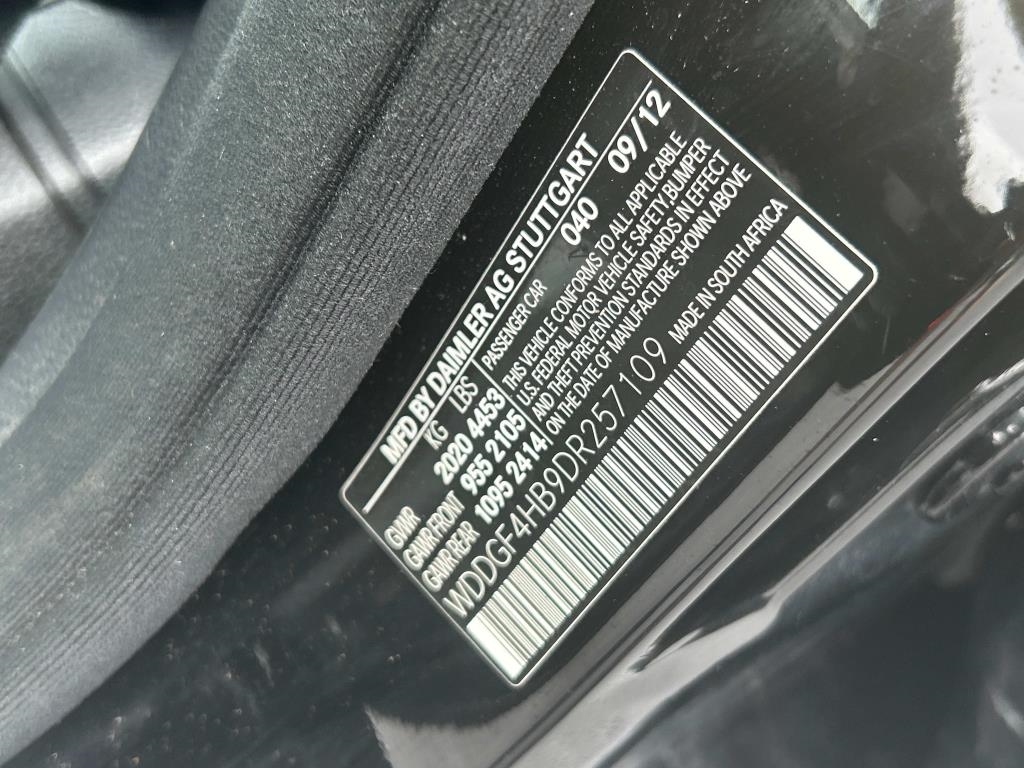 MFD BY DAIMLER AG STUTTGART
KG LBS PASSENGER CAR 040 09/12
GVWR 2020 4453
GAWR FRONT 955 2105
GAWR REAR 1095 2414
THIS VEHICLE CONFORMS TO ALL APPLICABLE
U.S. FEDERAL MOTOR VEHICLE SAFETY, BUMPER
AND THEFT PREVENTION STANDARDS IN EFFECT
ON THE DATE OF MANUFACTURE SHOWN ABOVE
WDDGF4HB9DR257109 MADE IN SOUTH AFRICA